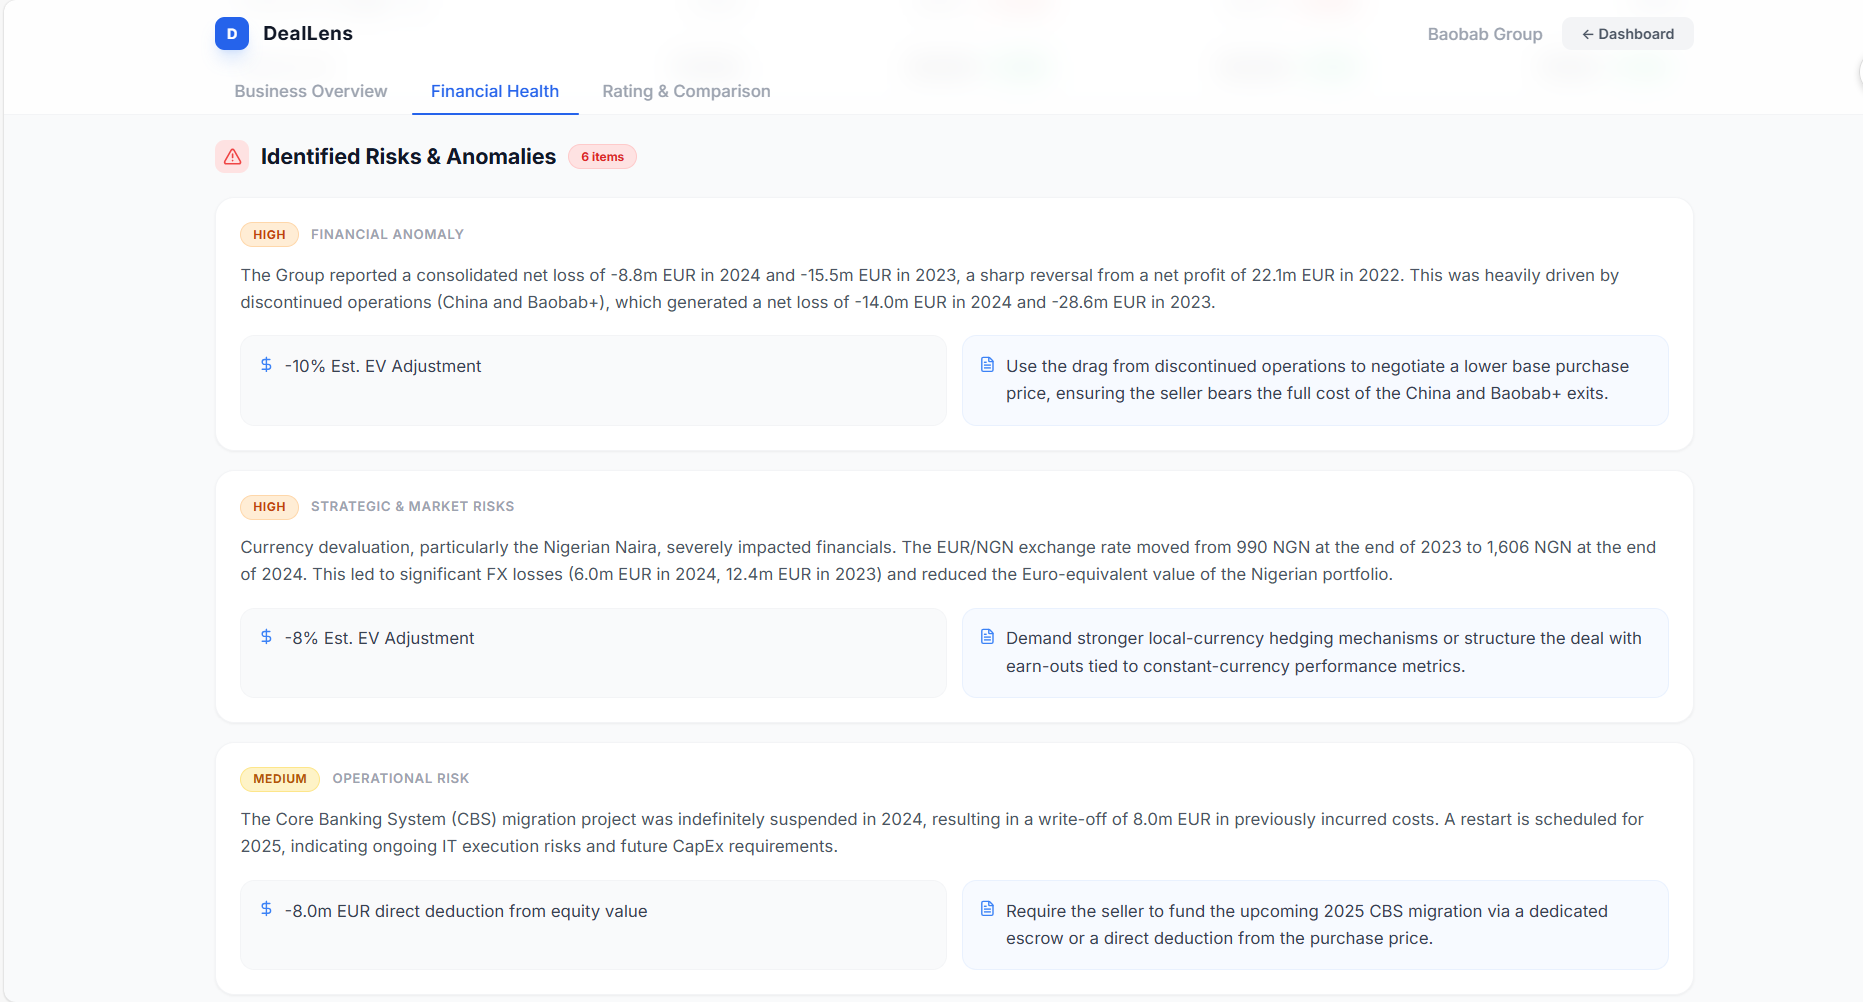 D DealLens
Baobab Group
← Dashboard
Business Overview
Financial Health
Rating & Comparison
Identified Risks & Anomalies
6 items
HIGH
FINANCIAL ANOMALY
The Group reported a consolidated net loss of -8.8m EUR in 2024 and -15.5m EUR in 2023, a sharp reversal from a net profit of 22.1m EUR in 2022. This was heavily driven by
discontinued operations (China and Baobab+), which generated a net loss of -14.0m EUR in 2024 and -28.6m EUR in 2023.
$ -10% Est. EV Adjustment
Use the drag from discontinued operations to negotiate a lower base purchase
price, ensuring the seller bears the full cost of the China and Baobab+ exits.
HIGH
STRATEGIC & MARKET RISKS
Currency devaluation, particularly the Nigerian Naira, severely impacted financials. The EUR/NGN exchange rate moved from 990 NGN at the end of 2023 to 1,606 NGN at the end
of 2024. This led to significant FX losses (6.0m EUR in 2024, 12.4m EUR in 2023) and reduced the Euro-equivalent value of the Nigerian portfolio.
$ -8% Est. EV Adjustment
Demand stronger local-currency hedging mechanisms or structure the deal with
earn-outs tied to constant-currency performance metrics.
MEDIUM
OPERATIONAL RISK
The Core Banking System (CBS) migration project was indefinitely suspended in 2024, resulting in a write-off of 8.0m EUR in previously incurred costs. A restart is scheduled for
2025, indicating ongoing IT execution risks and future CapEx requirements.
$ -8.0m EUR direct deduction from equity value
Require the seller to fund the upcoming 2025 CBS migration via a dedicated
escrow or a direct deduction from the purchase price.